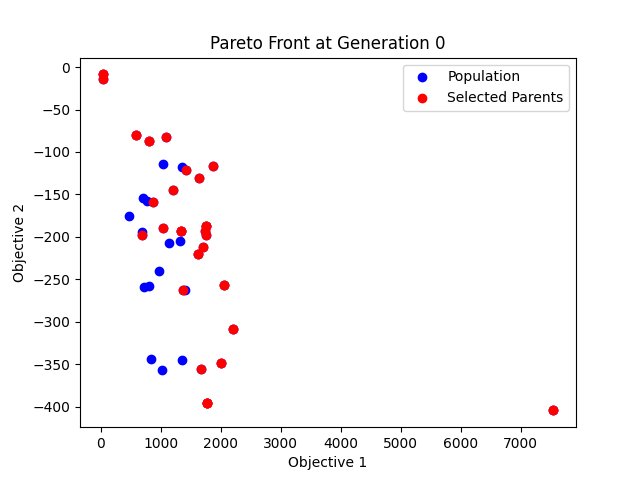 Pareto Front at Generation 0
Population
Selected Parents
0
−50
−100
−150
−200
−250
−300
−350
−400
Objective 2
0 1000 2000 3000 4000 5000 6000 7000
Objective 1